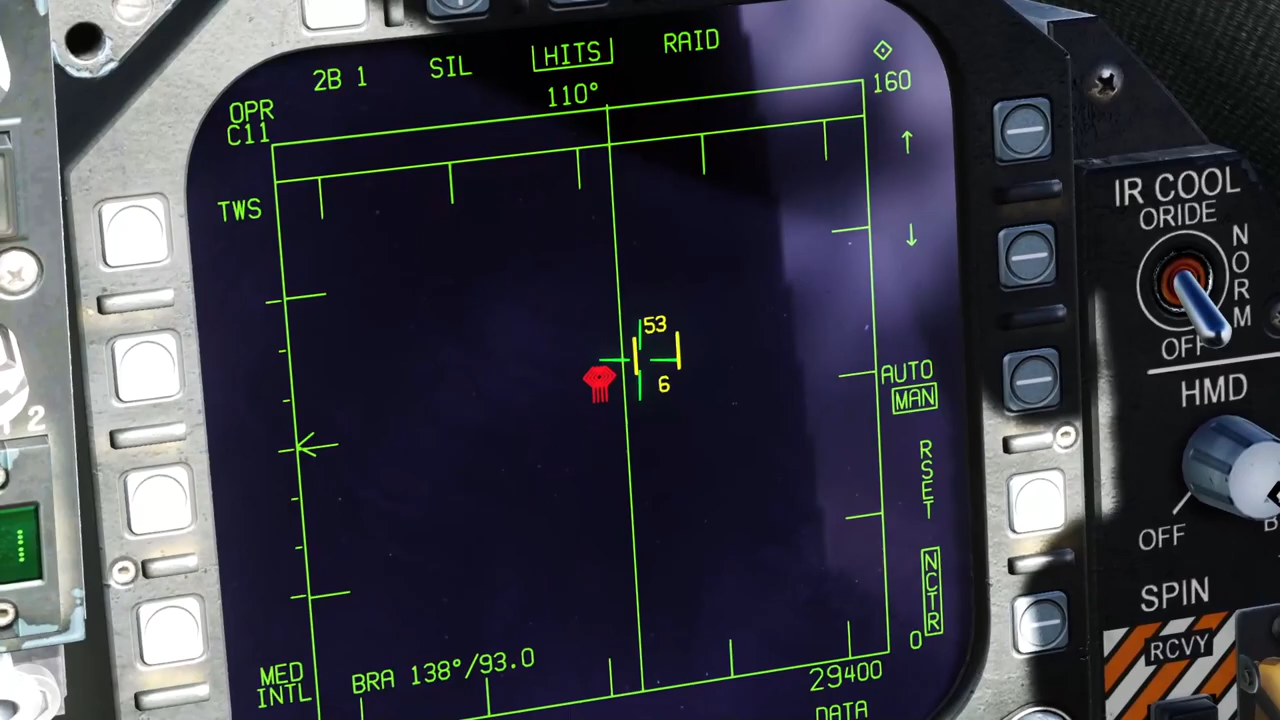 2B 1 SIL HITS RAID
110°
160
OPR
C11
TWS
53
6
AUTO
MAN
RSET
NCTR
0
MED
INTL
BRA 138°/93.0
29400
DATA
IR COOL
ORIDE
NORM
OFF
HMD
OFF
SPIN
RCVY
2